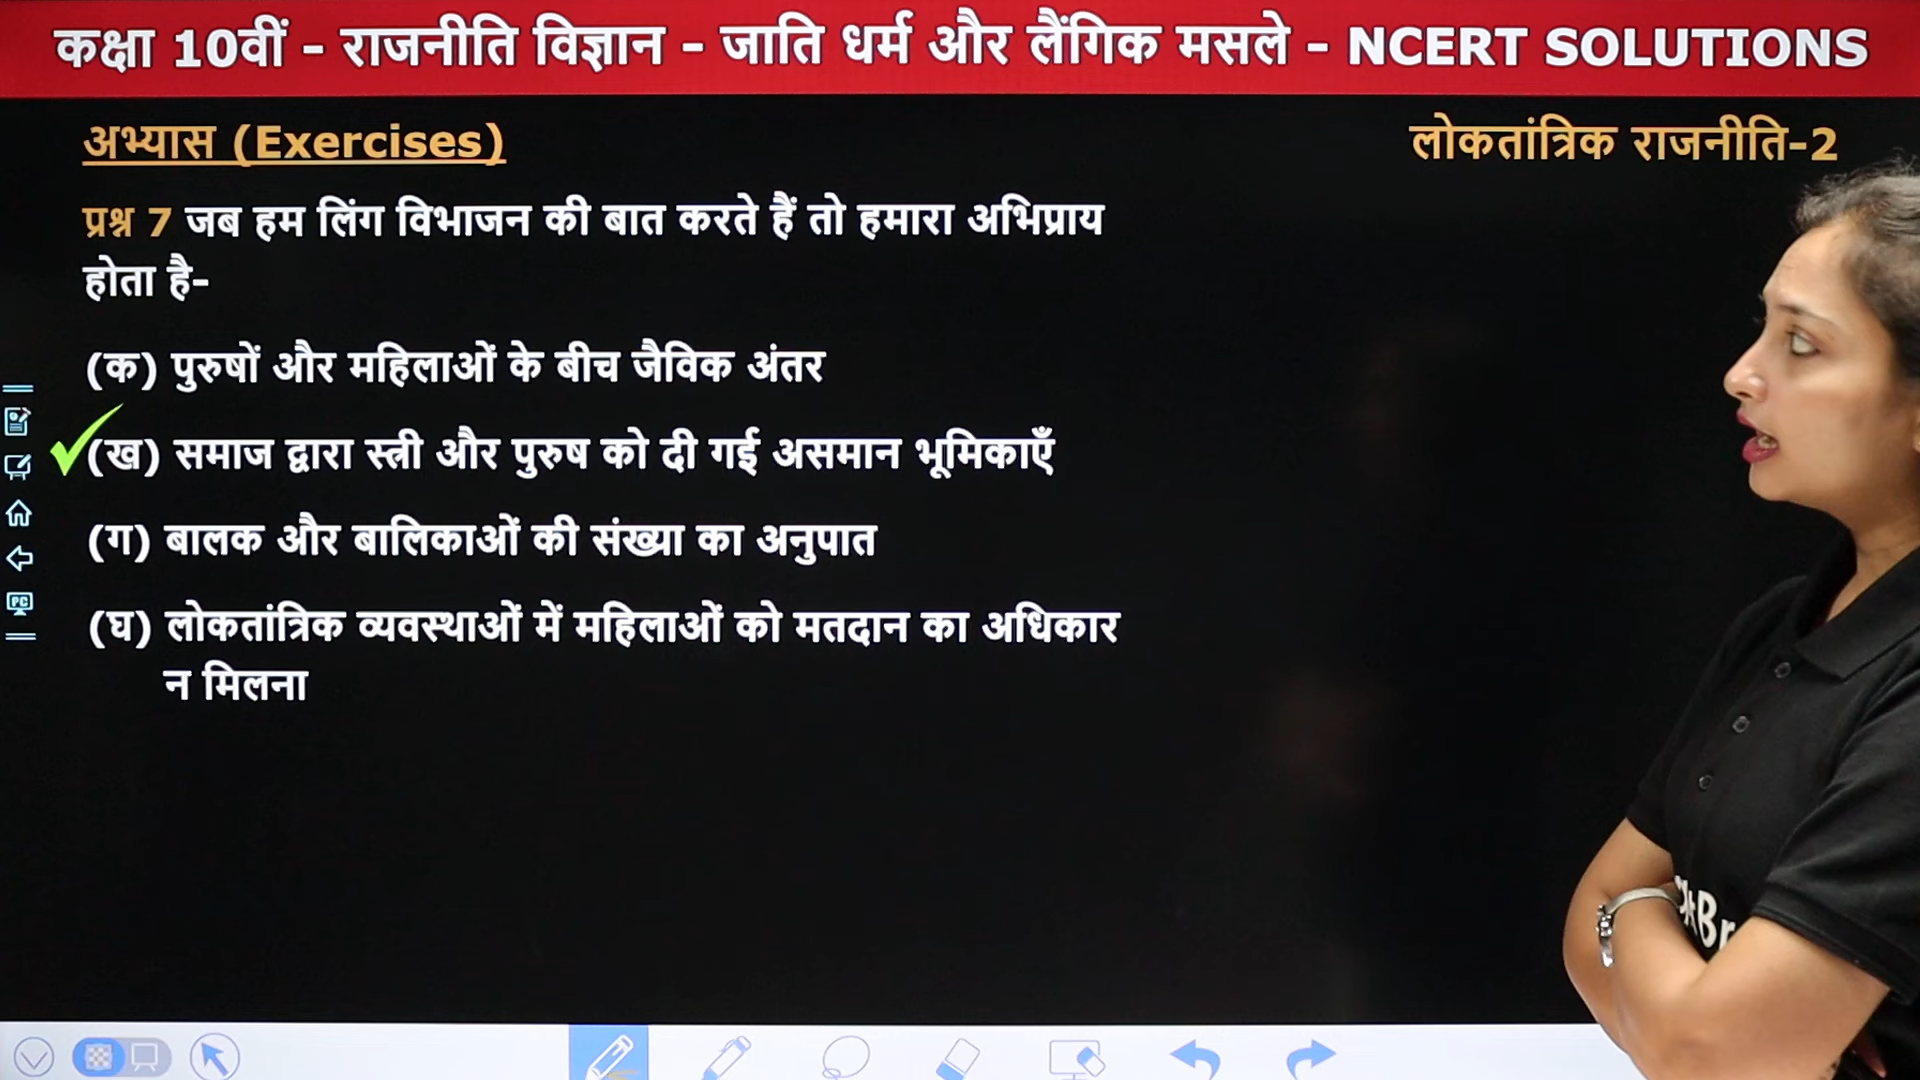 कक्षा 10वीं - राजनीति विज्ञान - जाति धर्म और लैंगिक मसले - NCERT SOLUTIONS
अभ्यास (Exercises)
लोकतांत्रिक राजनीति-2
प्रश्न 7 जब हम लिंग विभाजन की बात करते हैं तो हमारा अभिप्राय
होता है-
(क) पुरुषों और महिलाओं के बीच जैविक अंतर
(ख) समाज द्वारा स्त्री और पुरुष को दी गई असमान भूमिकाएँ
(ग) बालक और बालिकाओं की संख्या का अनुपात
(घ) लोकतांत्रिक व्यवस्थाओं में महिलाओं को मतदान का अधिकार
न मिलना
PC